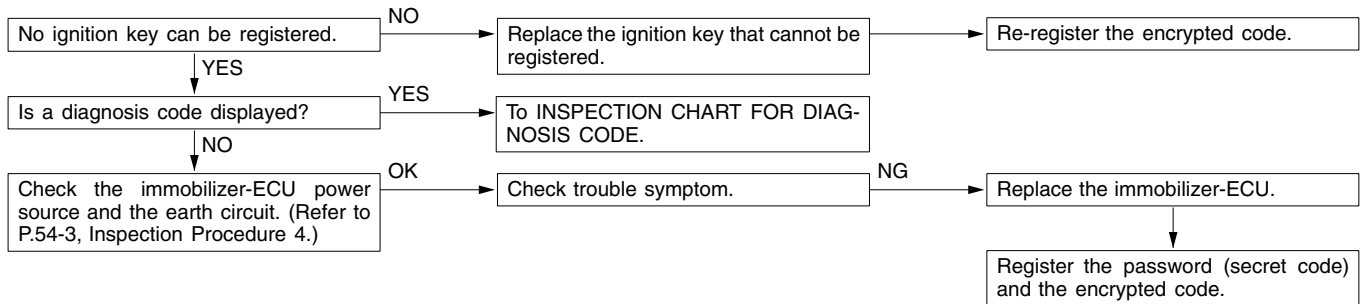 No ignition key can be registered.
NO
Replace the ignition key that cannot be
registered.
Re-register the encrypted code.
YES
Is a diagnosis code displayed?
YES
To INSPECTION CHART FOR DIAG-
NOSIS CODE.
NO
Check the immobilizer-ECU power
source and the earth circuit. (Refer to
P.54-3, Inspection Procedure 4.)
OK
Check trouble symptom.
NG
Replace the immobilizer-ECU.
Register the password (secret code)
and the encrypted code.